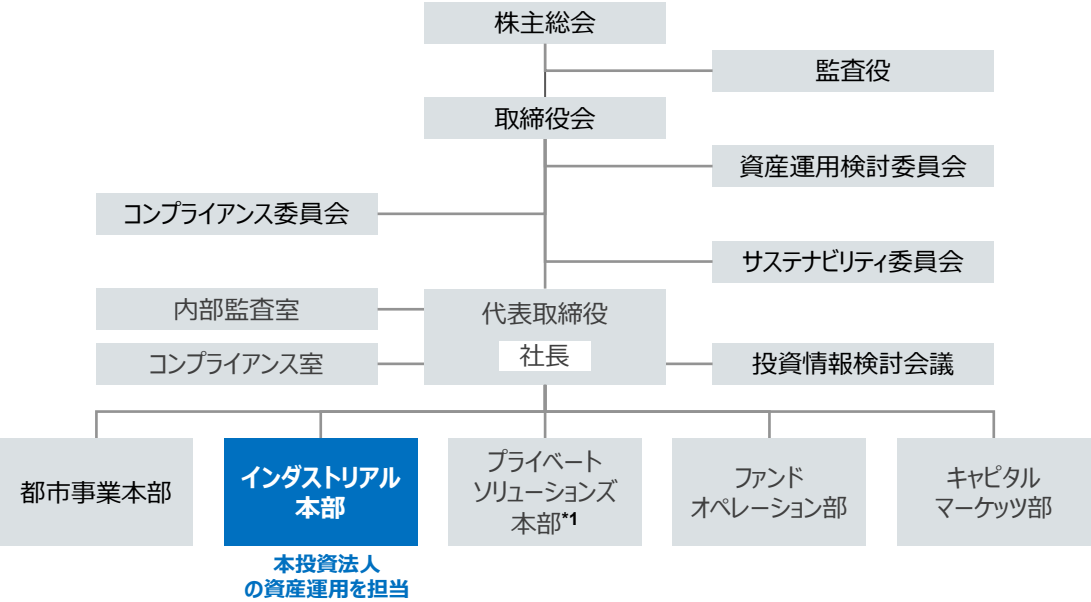 株主総会
監査役
取締役会
資産運用検討委員会
コンプライアンス委員会
サステナビリティ委員会
内部監査室
代表取締役
社長
コンプライアンス室
投資情報検討会議
都市事業本部
インダストリアル
本部
プライベート
ソリューションズ
本部*1
ファンド
オペレーション部
キャピタル
マーケッツ部
本投資法人
の資産運用を担当